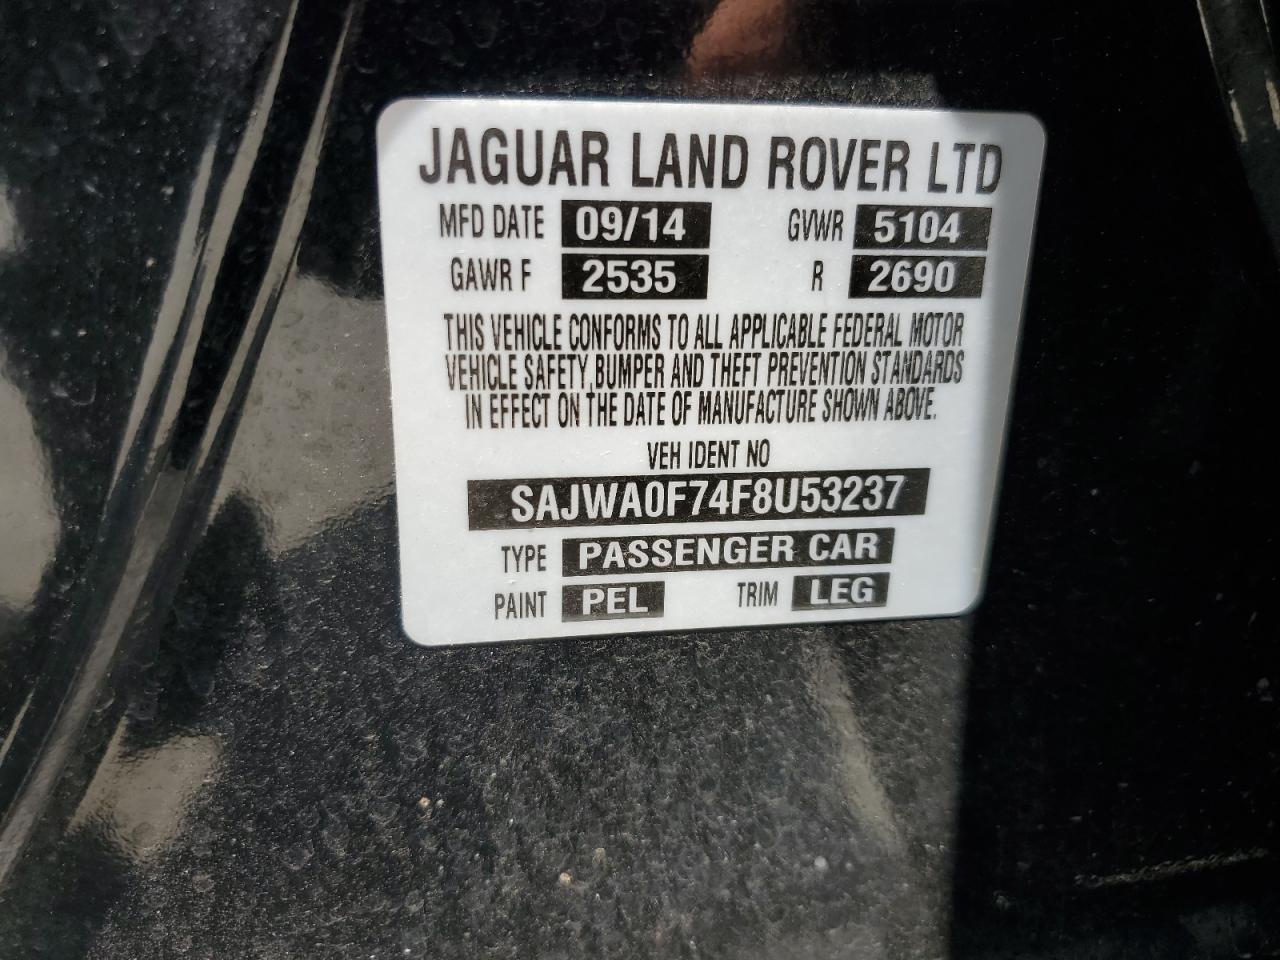 JAGUAR LAND ROVER LTD
MFD DATE 09/14 GVWR 5104
GAWR F 2535 R 2690
THIS VEHICLE CONFORMS TO ALL APPLICABLE FEDERAL MOTOR
VEHICLE SAFETY, BUMPER AND THEFT PREVENTION STANDARDS
IN EFFECT ON THE DATE OF MANUFACTURE SHOWN ABOVE.
VEH IDENT NO
SAJWA0F74F8U53237
TYPE PASSENGER CAR
PAINT PEL TRIM LEG